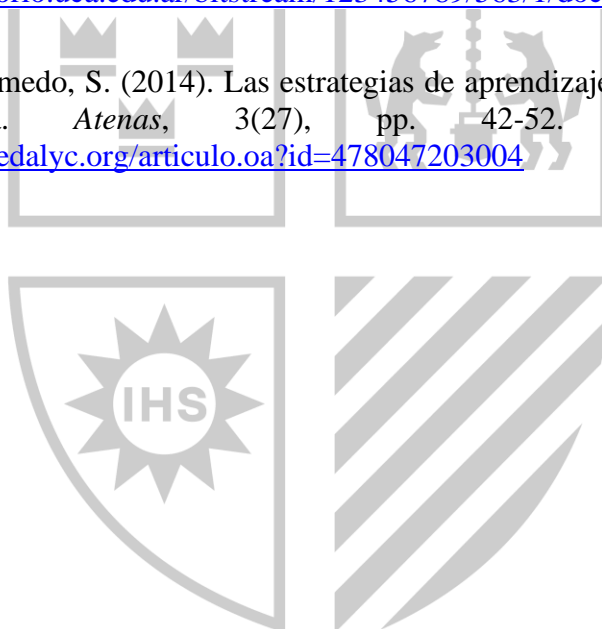 medo, S. (2014). Las estrategias de aprendizaje
Atenas, 3(27), pp. 42-52.
edalyc.org/articulo.oa?id=478047203004
IHS